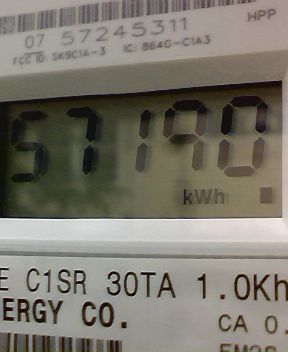 HPP
07 57245311
FCC ID: SK9C1A-3 IC: 864G-C1A3
57190
kWh
E C1SR 30TA 1.0Kh
ERGY CO.
CA 0.